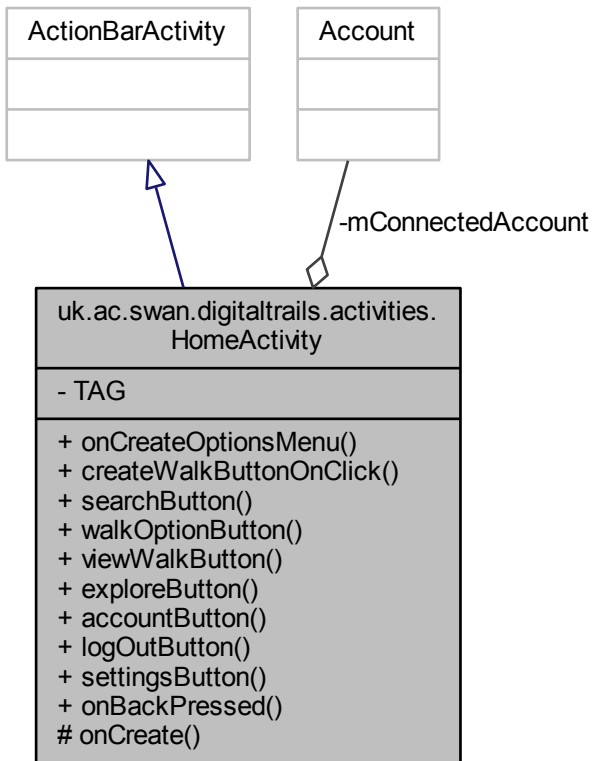 ActionBarActivity
Account
-mConnectedAccount
uk.ac.swan.digitaltrails.activities.
HomeActivity
- TAG
+ onCreateOptionsMenu()
+ createWalkButtonOnClick()
+ searchButton()
+ walkOptionButton()
+ viewWalkButton()
+ exploreButton()
+ accountButton()
+ logOutButton()
+ settingsButton()
+ onBackPressed()
# onCreate()